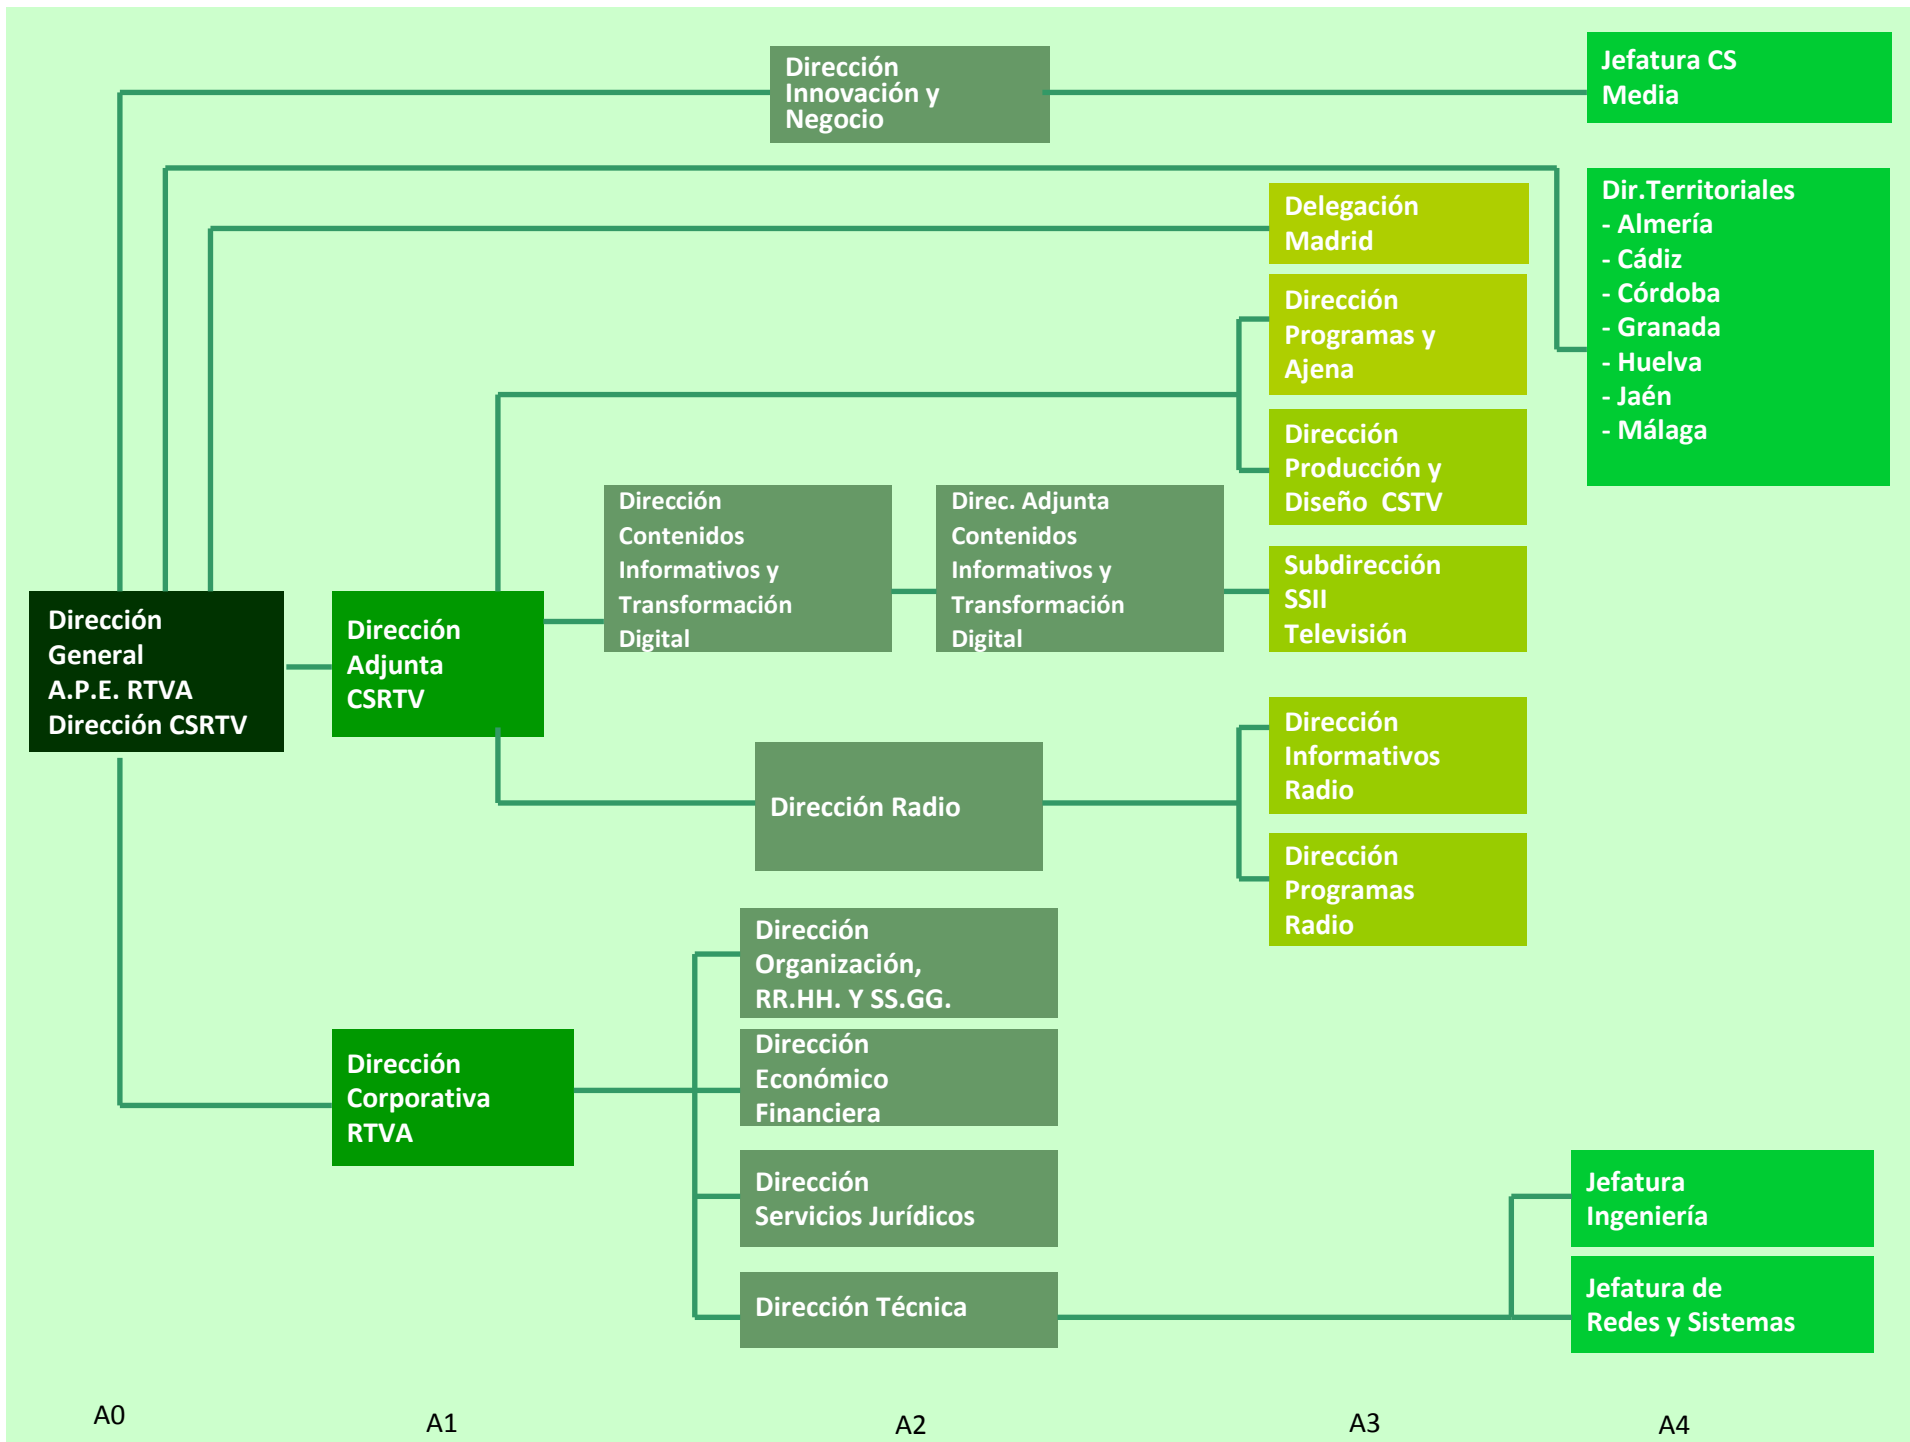 Dirección
Innovación y
Negocio
Jefatura CS
Media
Dir.Territoriales
- Almería
- Cádiz
- Córdoba
- Granada
- Huelva
- Jaén
- Málaga
Delegación
Madrid
Dirección
Programas y
Ajena
Dirección
Producción y
Diseño  CSTV
Dirección
Contenidos
Informativos y
Transformación
Digital
Direc. Adjunta
Contenidos
Informativos y
Transformación
Digital
Subdirección
SSII
Televisión
Dirección
General
A.P.E. RTVA
Dirección CSRTV
Dirección
Adjunta
CSRTV
Dirección
Informativos
Radio
Dirección Radio
Dirección
Programas
Radio
Dirección
Organización,
RR.HH. Y SS.GG.
Dirección
Corporativa
RTVA
Dirección
Económico
Financiera
Dirección
Servicios Jurídicos
Jefatura
Ingeniería
Dirección Técnica
Jefatura de
Redes y Sistemas
A0
A1
A2
A3
A4